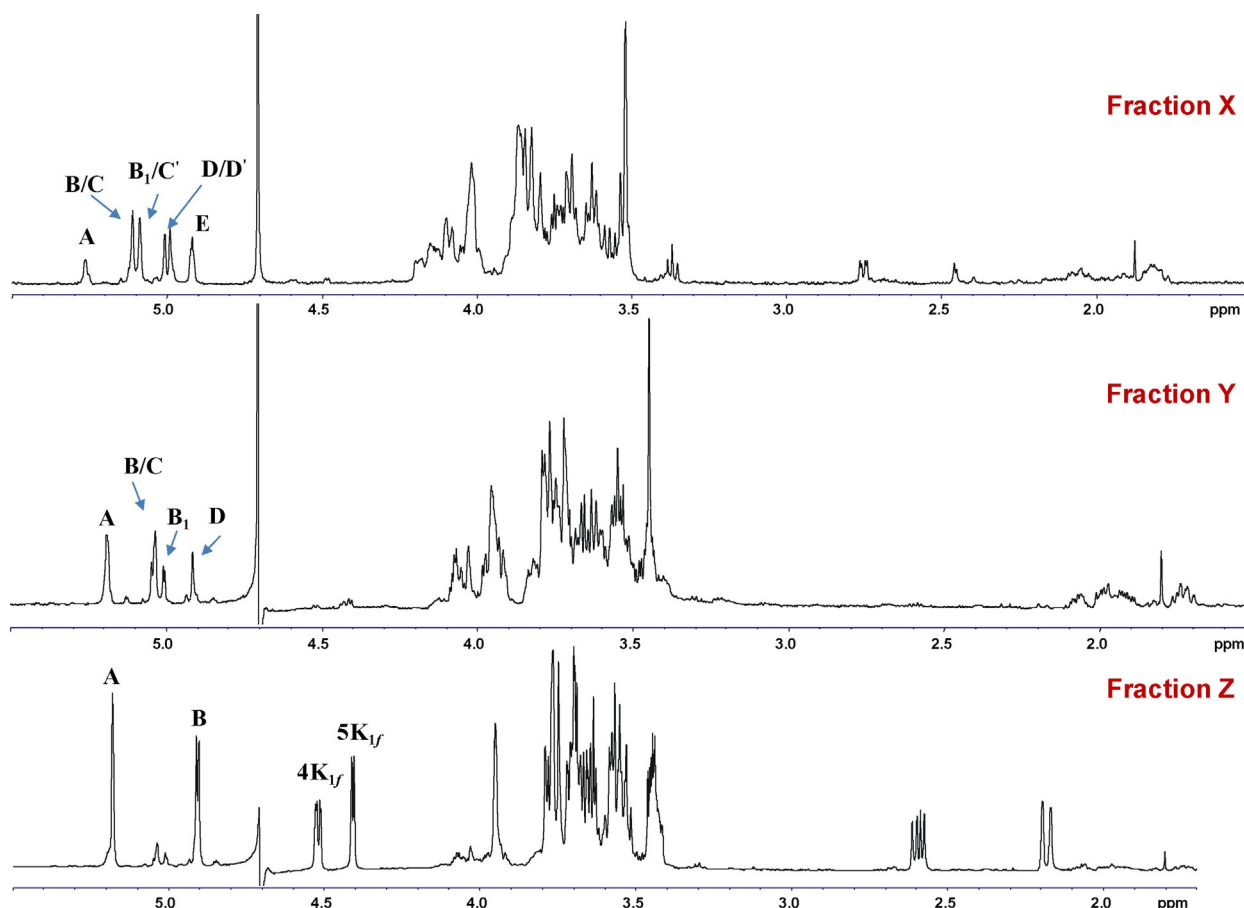 Fraction X
B/C
B₁/C'
D/D'
A
E
5.0 4.5 4.0 3.5 3.0 2.5 2.0 ppm
Fraction Y
B/C
A
B₁
D
5.0 4.5 4.0 3.5 3.0 2.5 2.0 ppm
Fraction Z
A
B
5K₁f
4K₁f
5.0 4.5 4.0 3.5 3.0 2.5 2.0 ppm